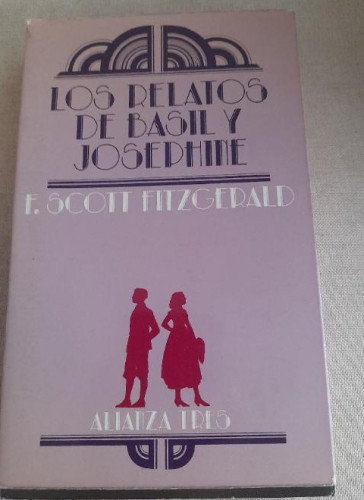 LOS RELATOS
DE BASIL Y
JOSEPHINE
F. SCOTT FITZGERALD
ALIANZA TRES